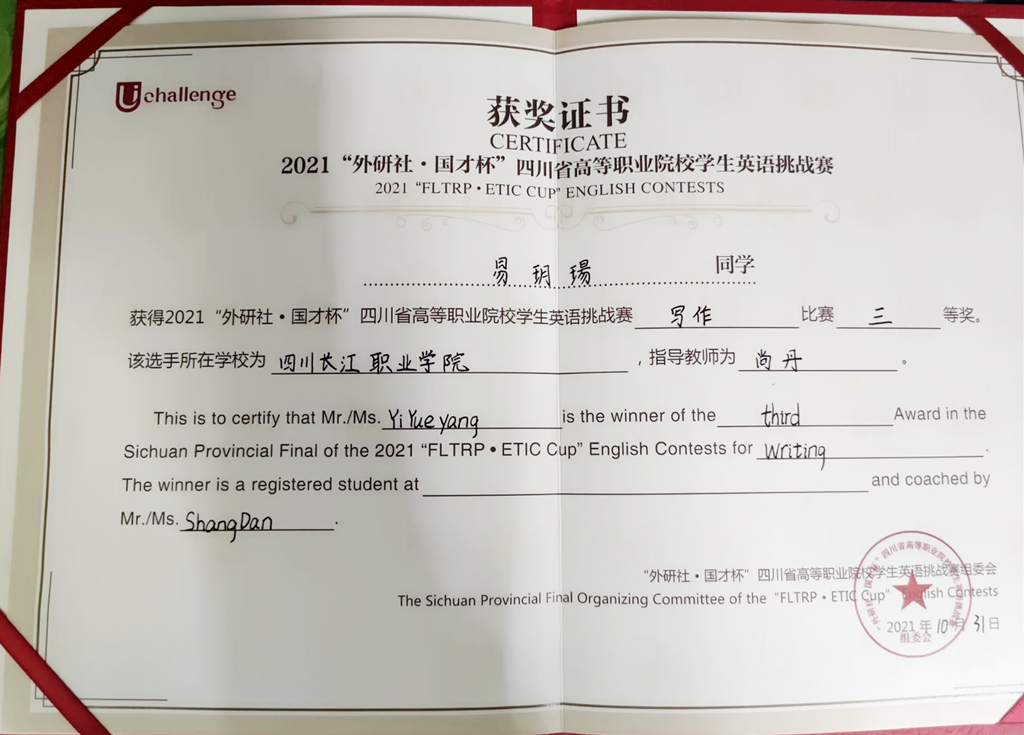 Uchallenge
获奖证书
CERTIFICATE
2021“外研社·国才杯”四川省高等职业院校学生英语挑战赛
2021 “FLTRP•ETIC CUP” ENGLISH CONTESTS
易玥瑒 同学
获得2021“外研社·国才杯”四川省高等职业院校学生英语挑战赛 写作 比赛 三 等奖。
该选手所在学校为 四川长江职业学院 ，指导教师为 尚丹 。
This is to certify that Mr./Ms. Yi Yue yang is the winner of the third Award in the
Sichuan Provincial Final of the 2021 “FLTRP•ETIC Cup” English Contests for Writing .
The winner is a registered student at and coached by
Mr./Ms. Shang Dan .
“外研社·国才杯”四川省高等职业院校学生英语挑战赛组委会
The Sichuan Provincial Final Organizing Committee of the “FLTRP•ETIC Cup” English Contests
2021年10月31日
组委会